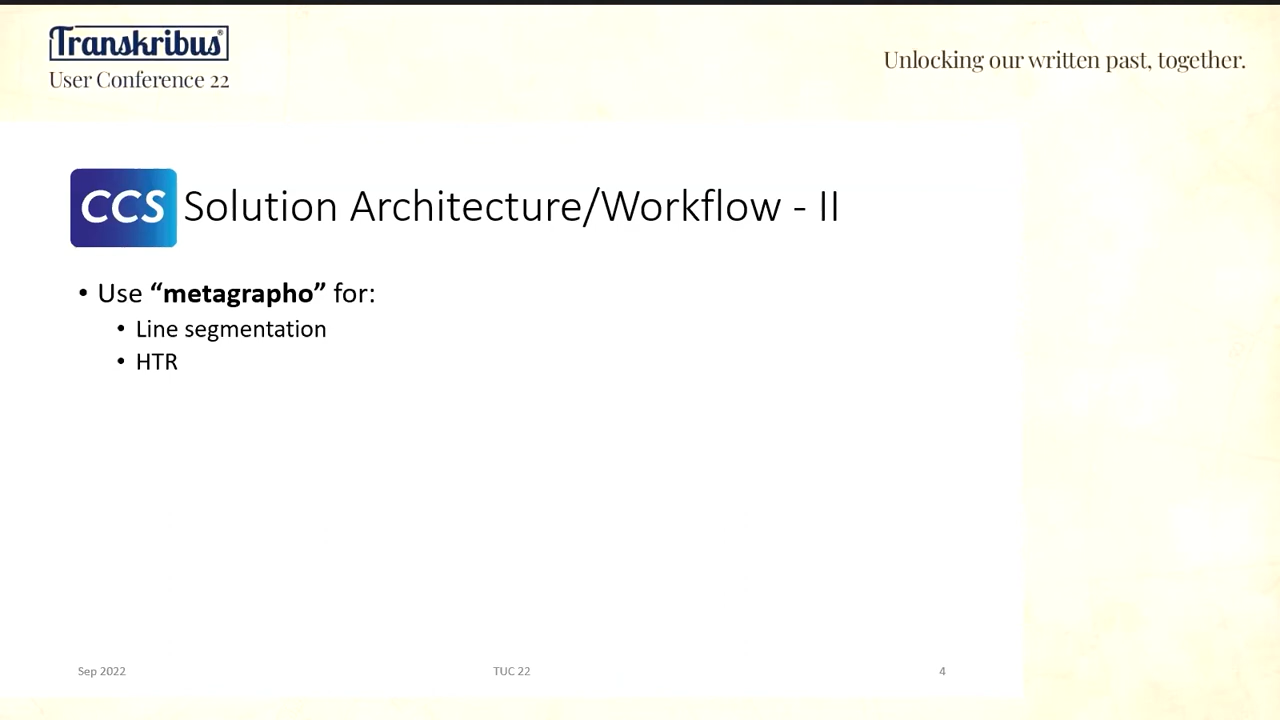 Transkribus®
User Conference 22
Unlocking our written past, together.
CCS Solution Architecture/Workflow - II
• Use “metagrapho” for:
• Line segmentation
• HTR
Sep 2022 TUC 22 4